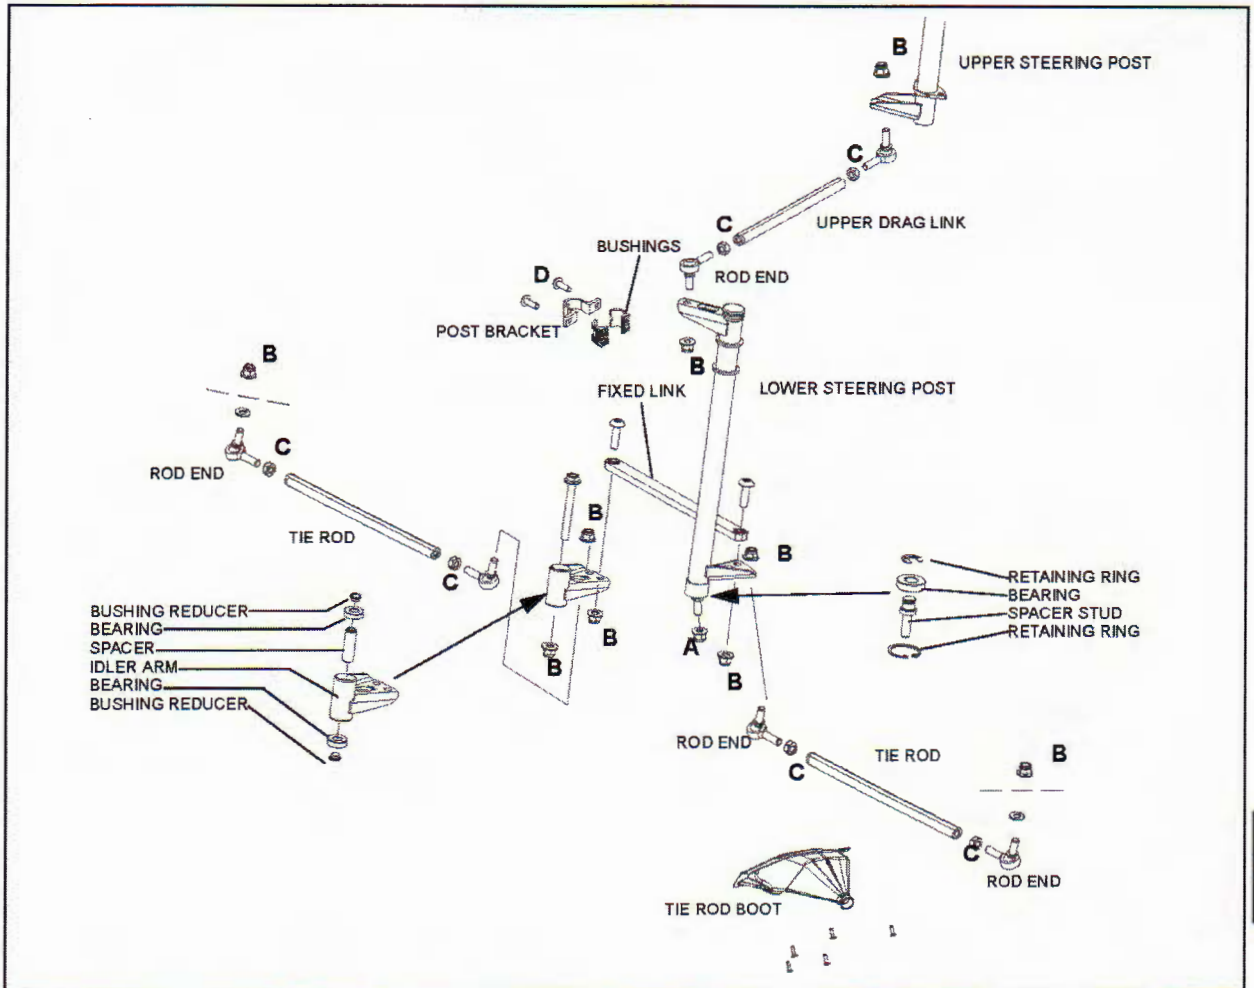 B
UPPER STEERING POST
C
UPPER DRAG LINK
C
BUSHINGS
ROD END
D
POST BRACKET
B
B
FIXED LINK
LOWER STEERING POST
C
ROD END
TIE ROD
B
B
C
RETAINING RING
BEARING
SPACER STUD
RETAINING RING
BUSHING REDUCER
BEARING
SPACER
IDLER ARM
BEARING
BUSHING REDUCER
B
A
B
B
ROD END
C
TIE ROD
B
C
ROD END
TIE ROD BOOT